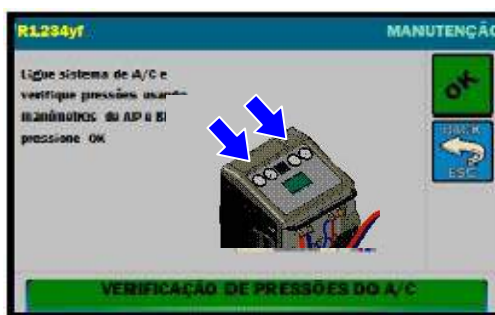 R1234yf MANUTENÇÃO
Ligue sistema de A/C e
verifique pressões usando
manômetros de AP e B
pressione OK
OK
BACK
ESC
VERIFICAÇÃO DE PRESSÕES DO A/C